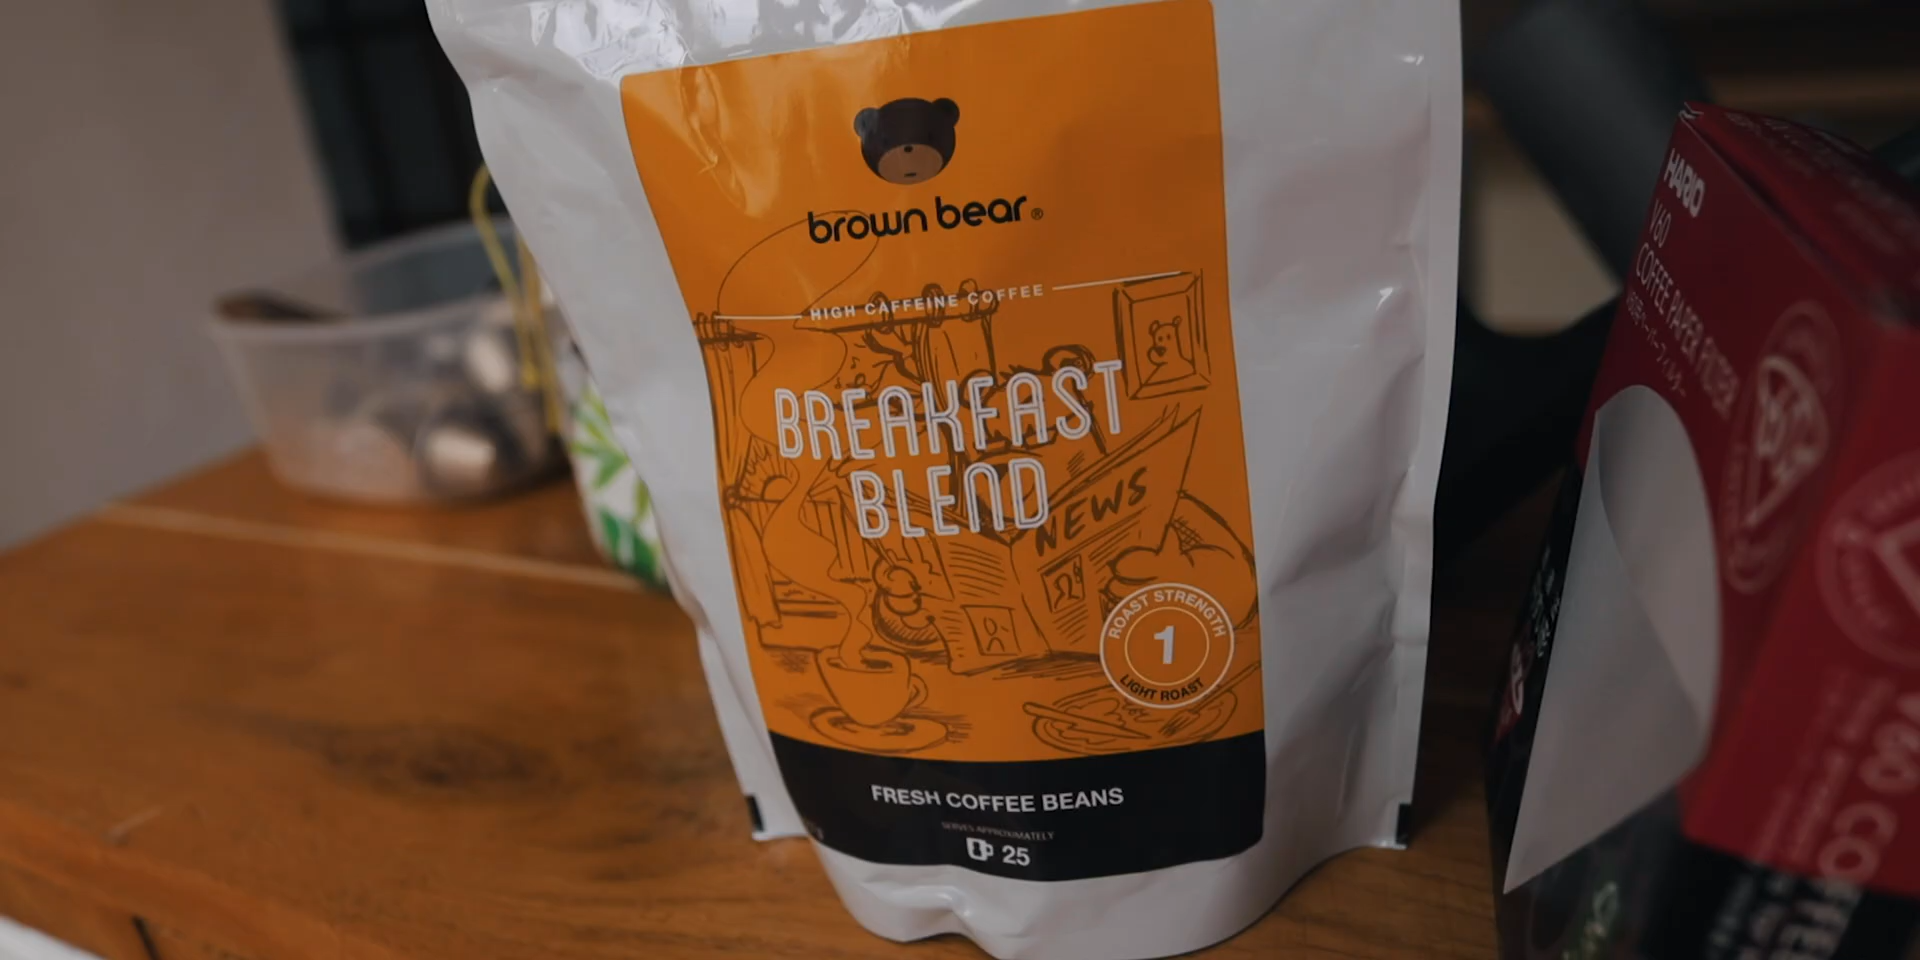 brown bear®
HIGH CAFFEINE COFFEE
BREAKFAST
BLEND
NEWS
ROAST STRENGTH
1
LIGHT ROAST
FRESH COFFEE BEANS
SERVES APPROXIMATELY
25
HARIO
V60
COFFEE PAPER FILTER